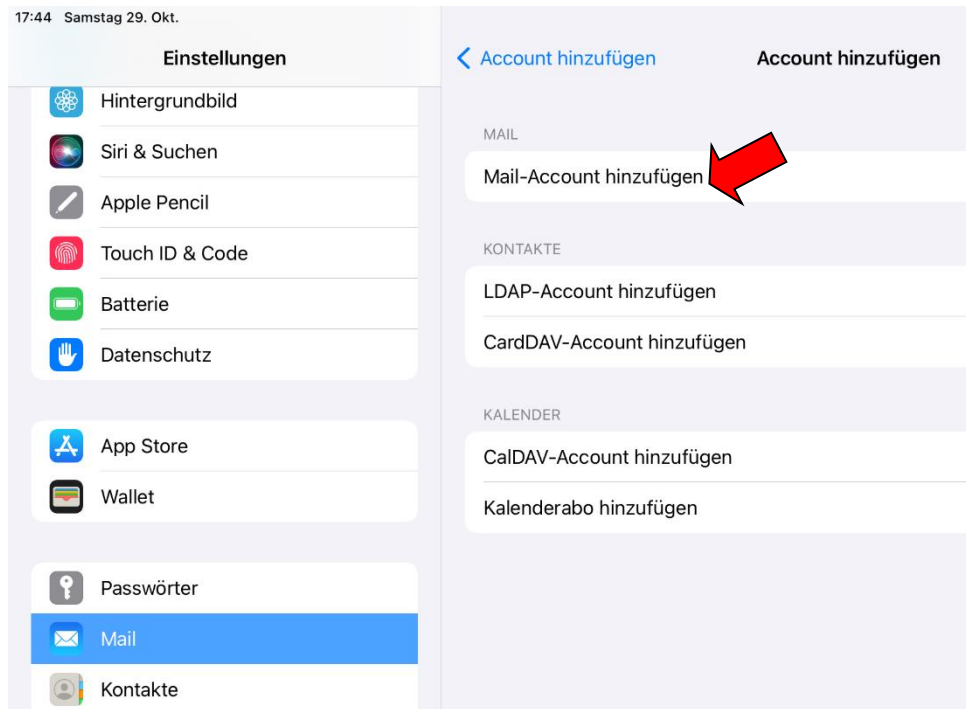 17:44 Samstag 29. Okt.
Einstellungen
Hintergrundbild
Siri & Suchen
Apple Pencil
Touch ID & Code
Batterie
Datenschutz
App Store
Wallet
Passwörter
Mail
Kontakte
Account hinzufügen
Account hinzufügen
MAIL
Mail-Account hinzufügen
KONTAKTE
LDAP-Account hinzufügen
CardDAV-Account hinzufügen
KALENDER
CalDAV-Account hinzufügen
Kalenderabo hinzufügen